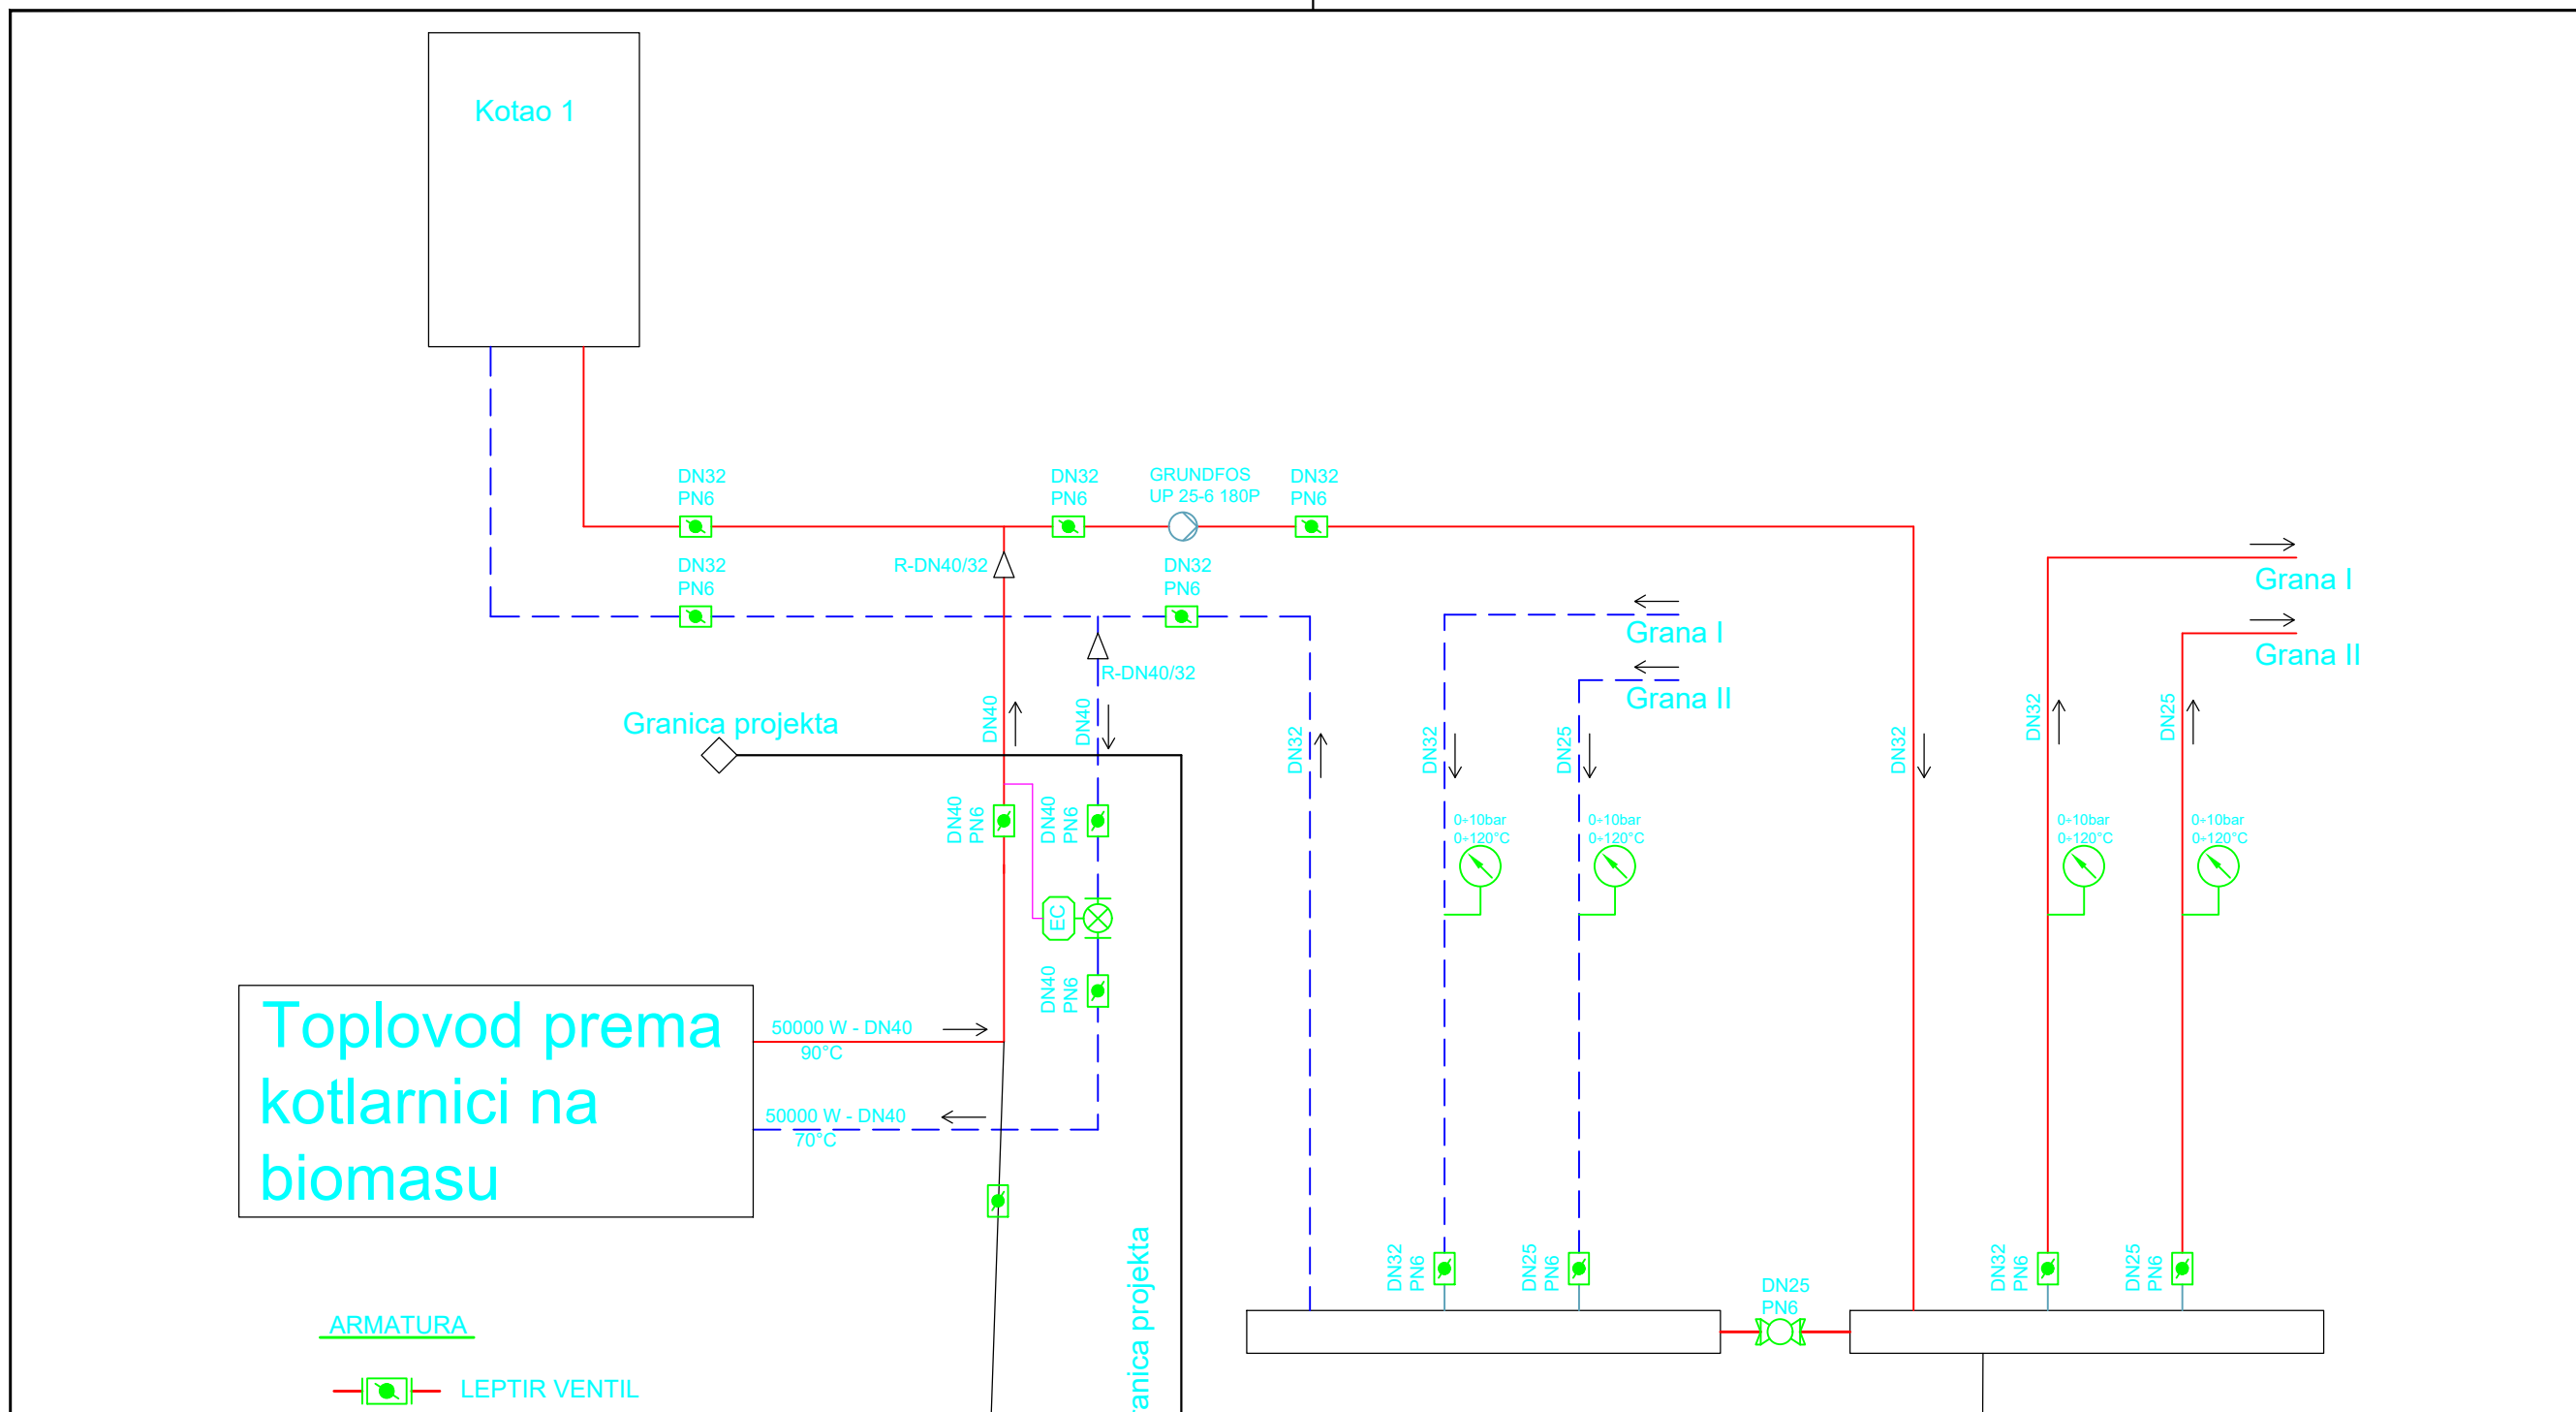 Kotao 1
DN32
PN6
DN32
PN6
GRUNDFOS
UP 25-6 180P
DN32
PN6
DN32
PN6
R-DN40/32
DN32
PN6
R-DN40/32
Grana I
Grana II
Grana I
Grana II
Granica projekta
DN40
DN40
DN32
DN32
DN25
DN32
DN32
DN25
DN40
PN6
DN40
PN6
0÷10bar
0÷120°C
0÷10bar
0÷120°C
0÷10bar
0÷120°C
0÷10bar
0÷120°C
EC
DN40
PN6
Toplovod prema
kotlarnici na
biomasu
50000 W - DN40
90°C
50000 W - DN40
70°C
DN32
PN6
DN25
PN6
DN25
PN6
DN32
PN6
DN25
PN6
ranica projekta
ARMATURA
LEPTIR VENTIL